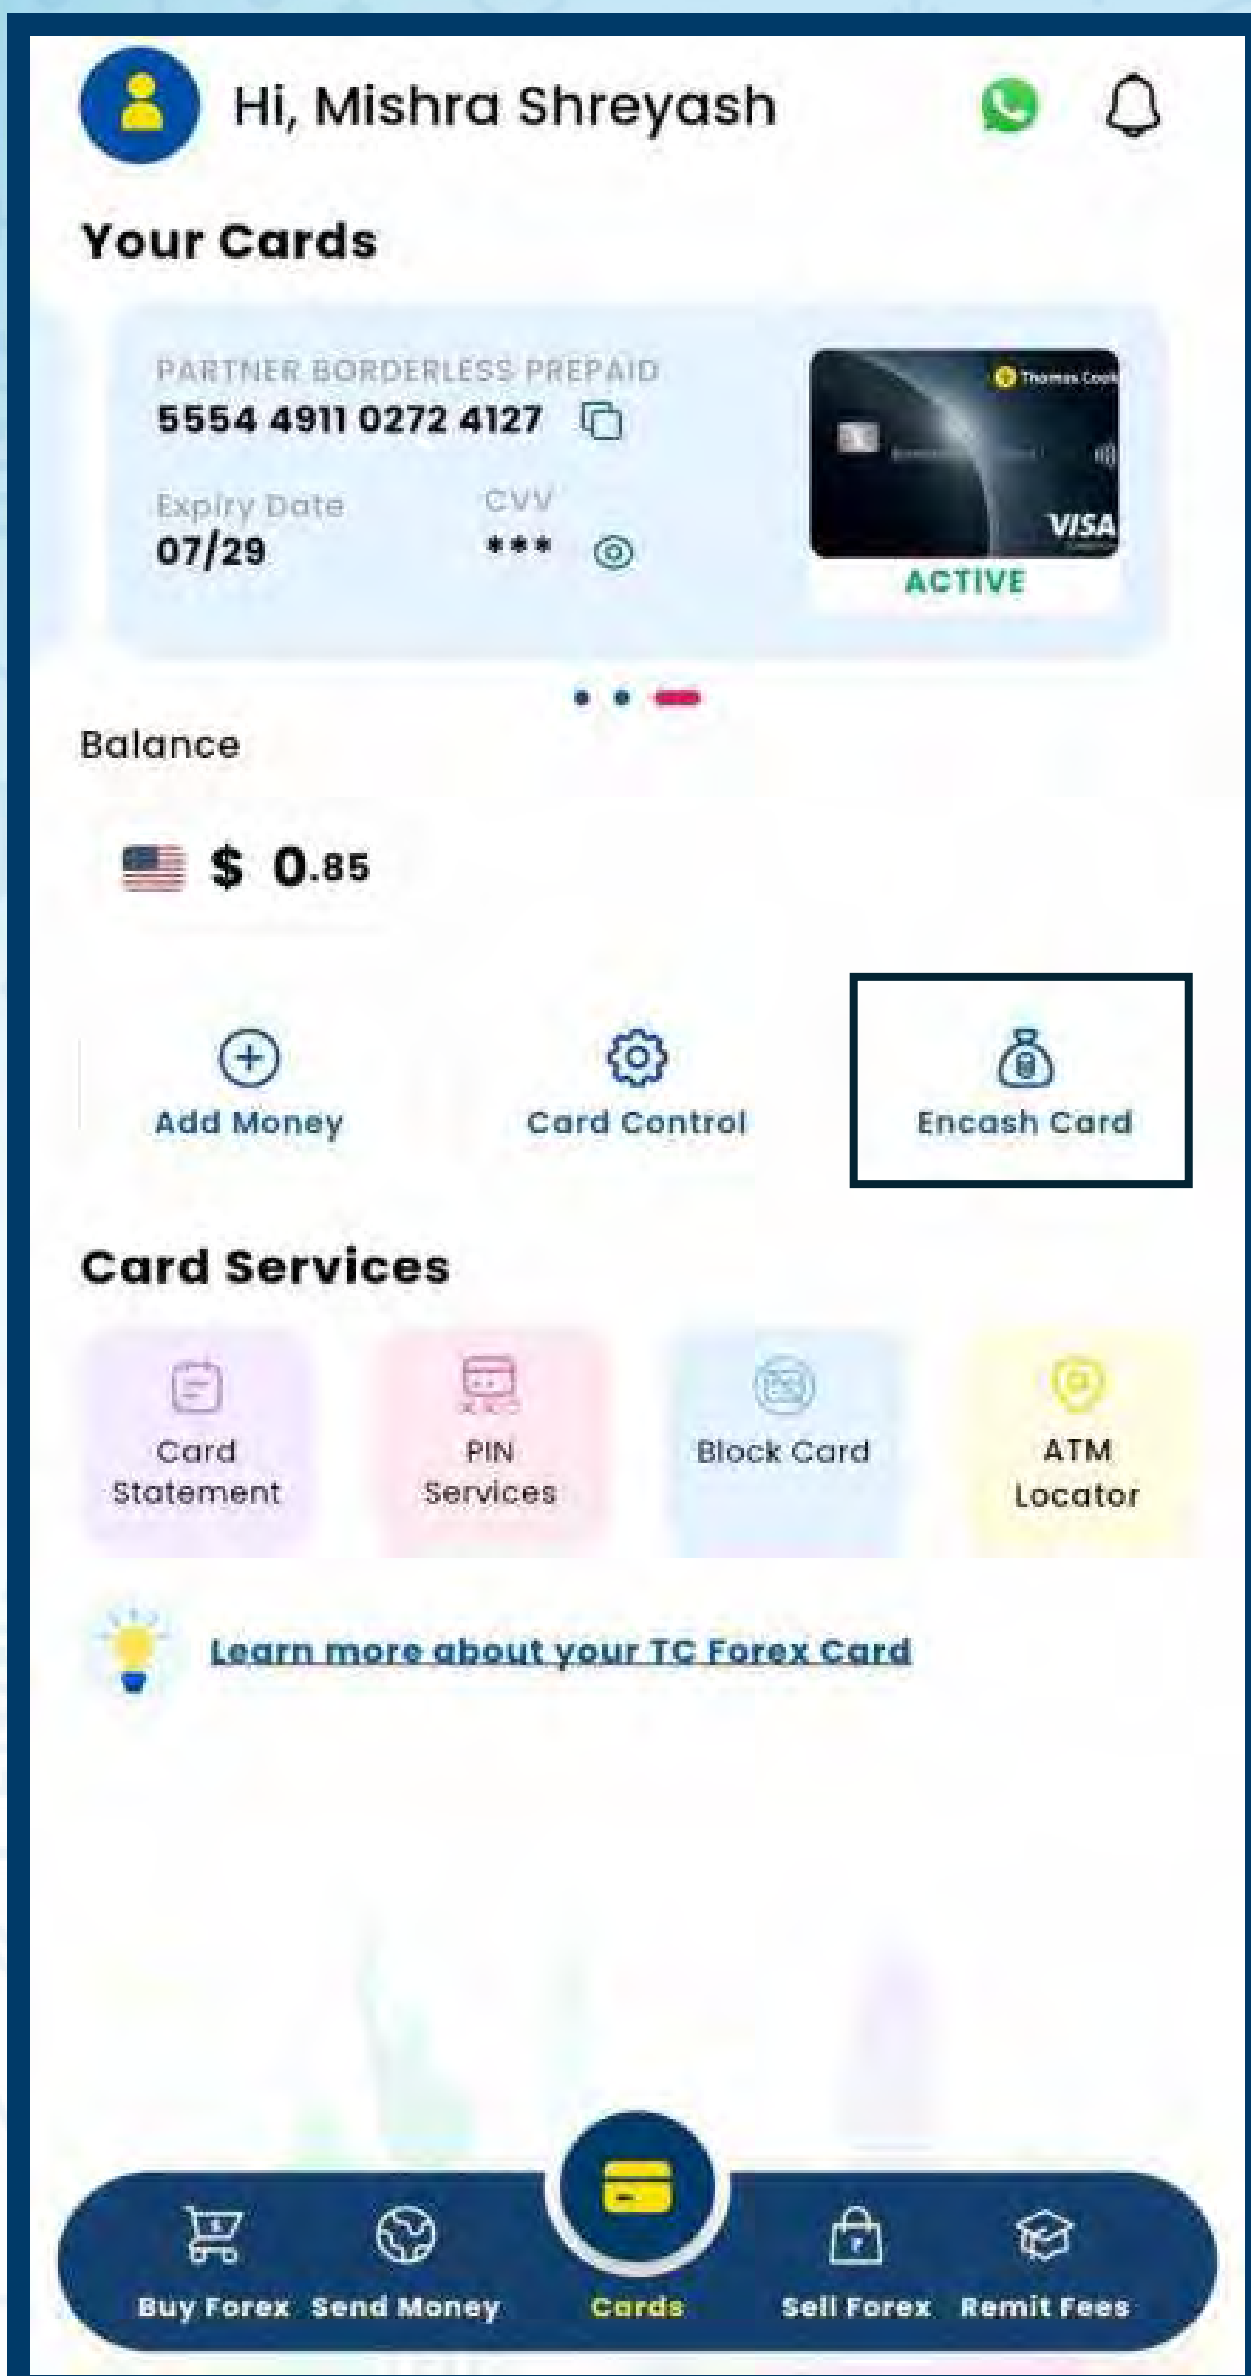 Hi, Mishra Shreyash
Your Cards
PARTNER BORDERLESS PREPAID
5554 4911 0272 4127
Expiry Date CVV
07/29 ***
Thomas Cook
VISA
ACTIVE
Balance
$ 0.85
Add Money Card Control Encash Card
Card Services
Card Statement
PIN Services
Block Card
ATM Locator
Learn more about your TC Forex Card
Buy Forex Send Money Cards Sell Forex Remit Fees